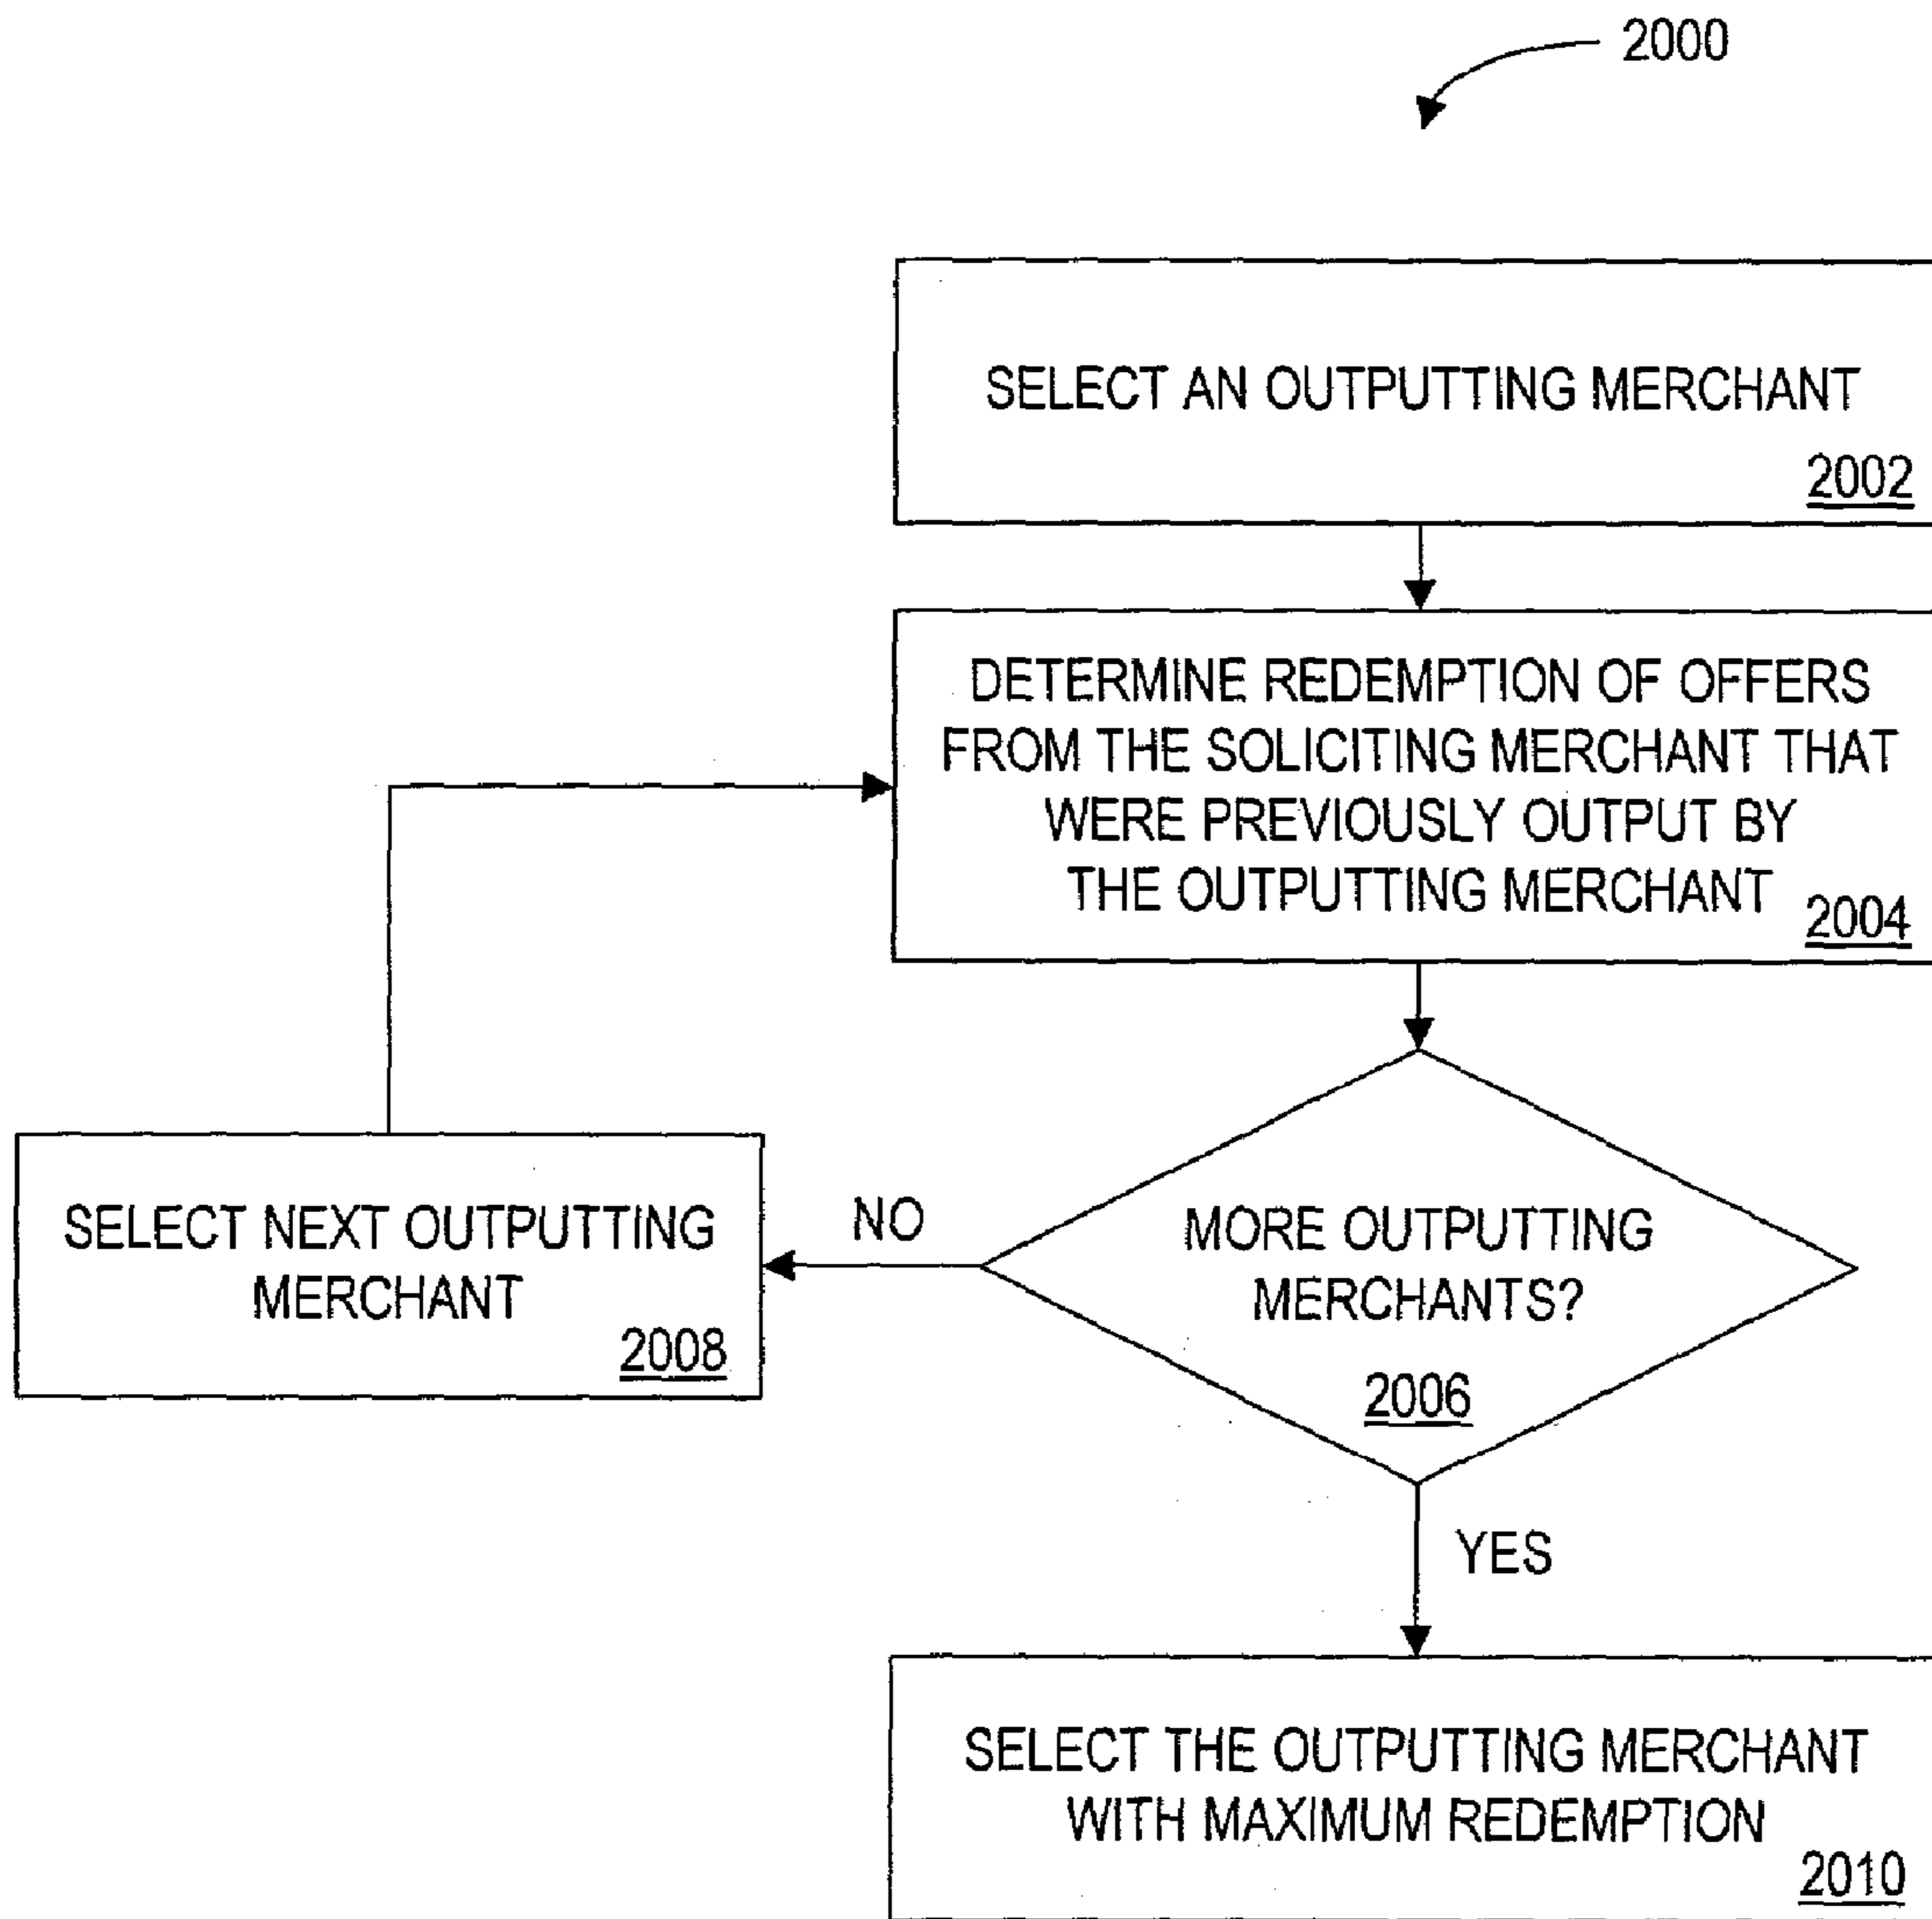 2000
SELECT AN OUTPUTTING MERCHANT
2002
DETERMINE REDEMPTION OF OFFERS
FROM THE SOLICITING MERCHANT THAT
WERE PREVIOUSLY OUTPUT BY
THE OUTPUTTING MERCHANT
2004
MORE OUTPUTTING
MERCHANTS?
2006
NO
SELECT NEXT OUTPUTTING
MERCHANT
2008
YES
SELECT THE OUTPUTTING MERCHANT
WITH MAXIMUM REDEMPTION
2010